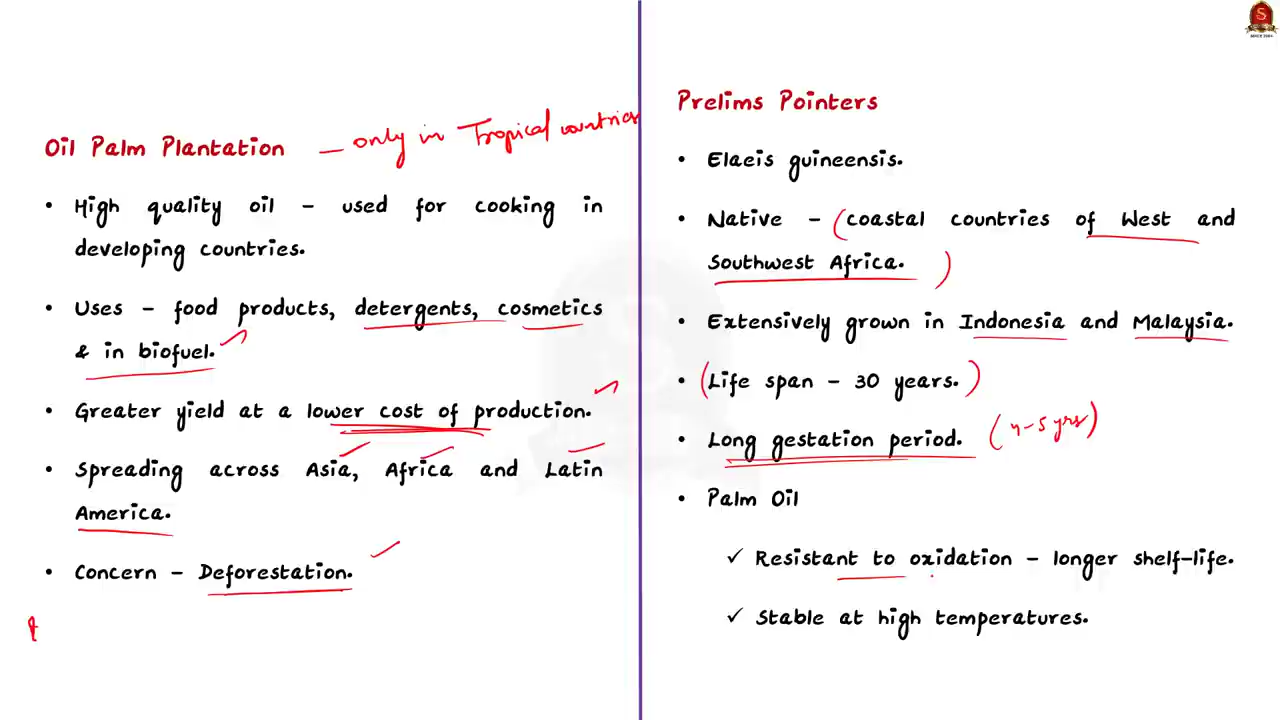 Oil Palm Plantation – only in Tropical countries
• High quality oil – used for cooking in
developing countries.
• Uses – food products, detergents, cosmetics
& in biofuel.
• Greater yield at a lower cost of production.
• Spreading across Asia, Africa and Latin
America.
• Concern – Deforestation.
Prelims Pointers
• Elaeis guineensis.
• Native – (coastal countries of West and
Southwest Africa. )
• Extensively grown in Indonesia and Malaysia.
• (Life span – 30 years. )
• Long gestation period. (4-5 yrs)
• Palm Oil
✓ Resistant to oxidation – longer shelf-life.
✓ Stable at high temperatures.